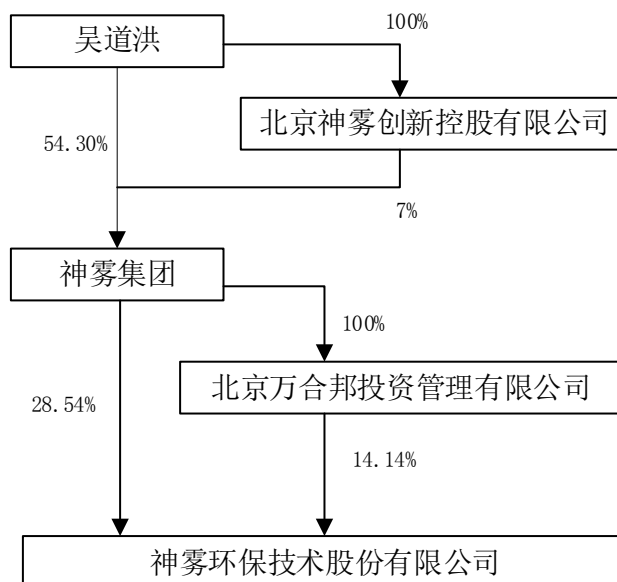 吴道洪
100%
北京神雾创新控股有限公司
54.30%
7%
神雾集团
100%
北京万合邦投资管理有限公司
28.54%
14.14%
神雾环保技术股份有限公司